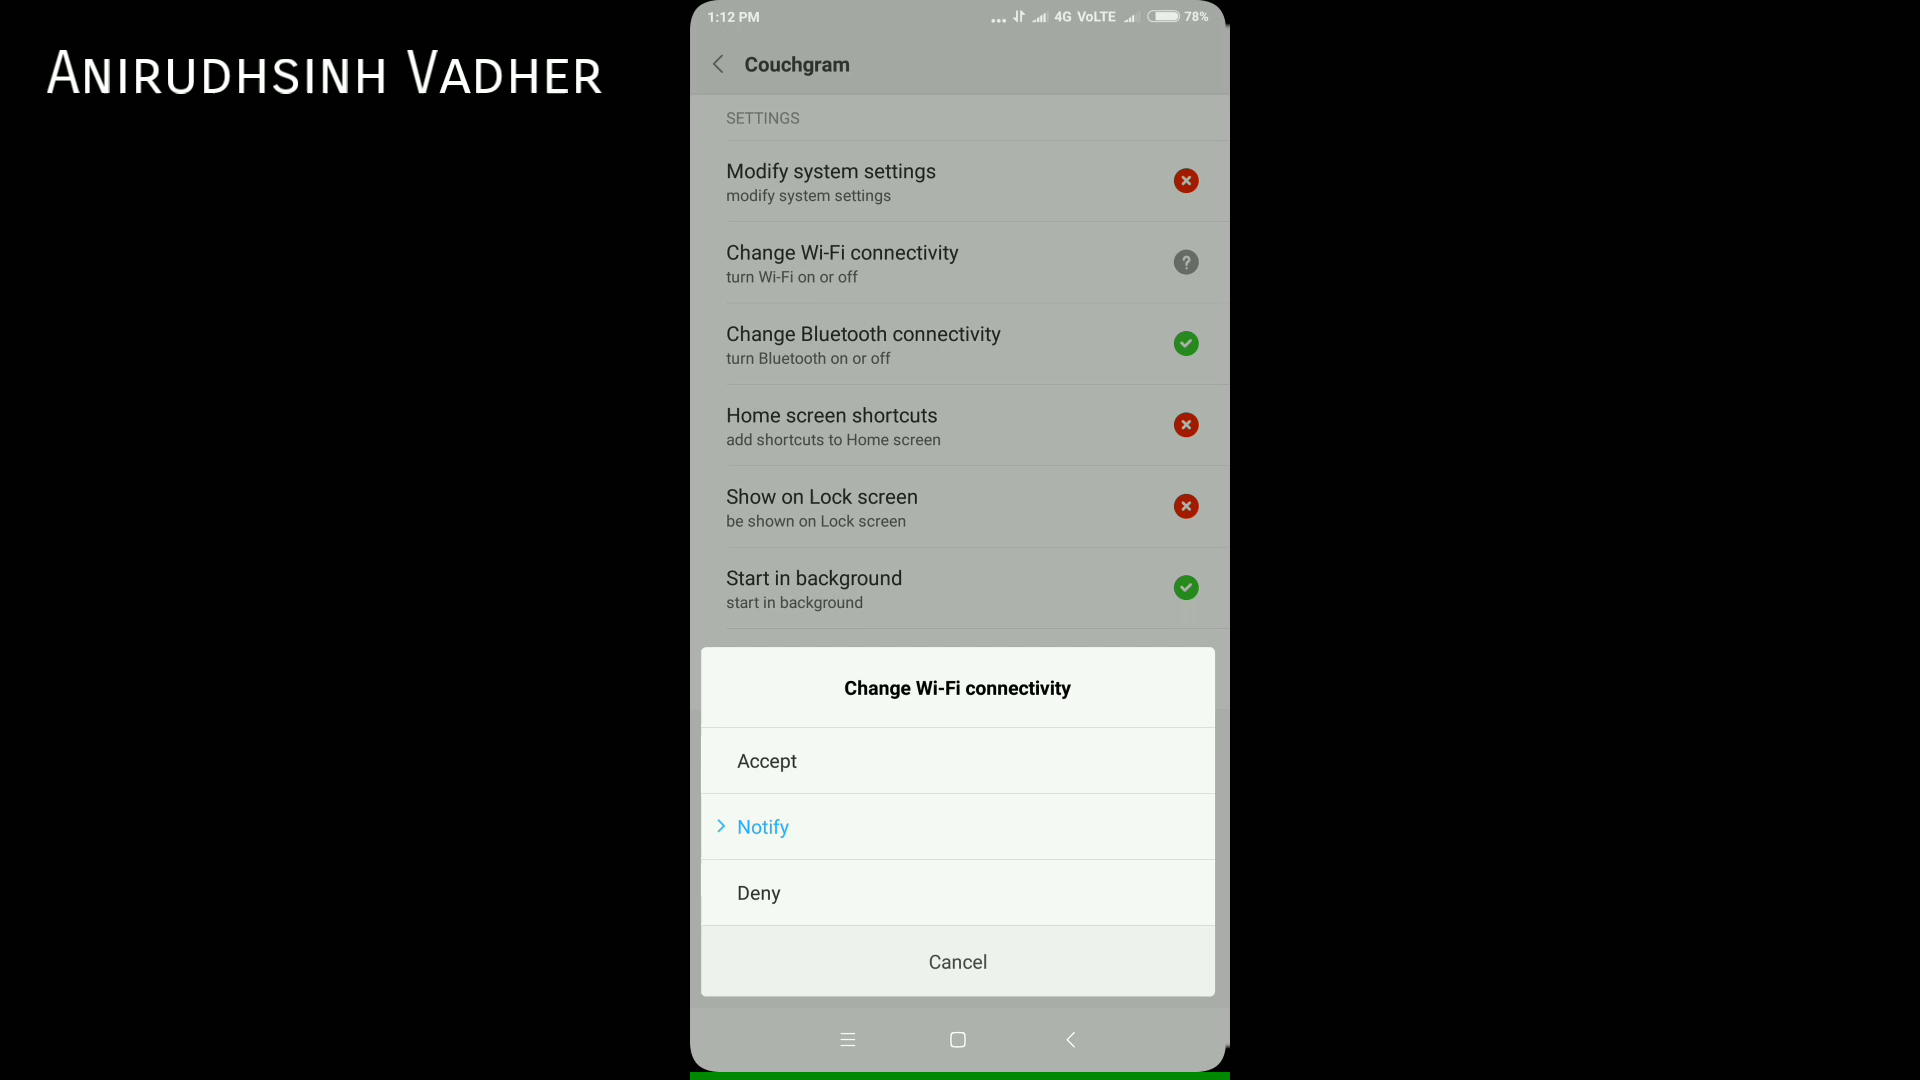 Anirudhsinh Vadher
1:12 PM
4G VoLTE 78%
Couchgram
SETTINGS
Modify system settings
modify system settings
Change Wi-Fi connectivity
turn Wi-Fi on or off
?
Change Bluetooth connectivity
turn Bluetooth on or off
Home screen shortcuts
add shortcuts to Home screen
Show on Lock screen
be shown on Lock screen
Start in background
start in background
Change Wi-Fi connectivity
Accept
Notify
Deny
Cancel